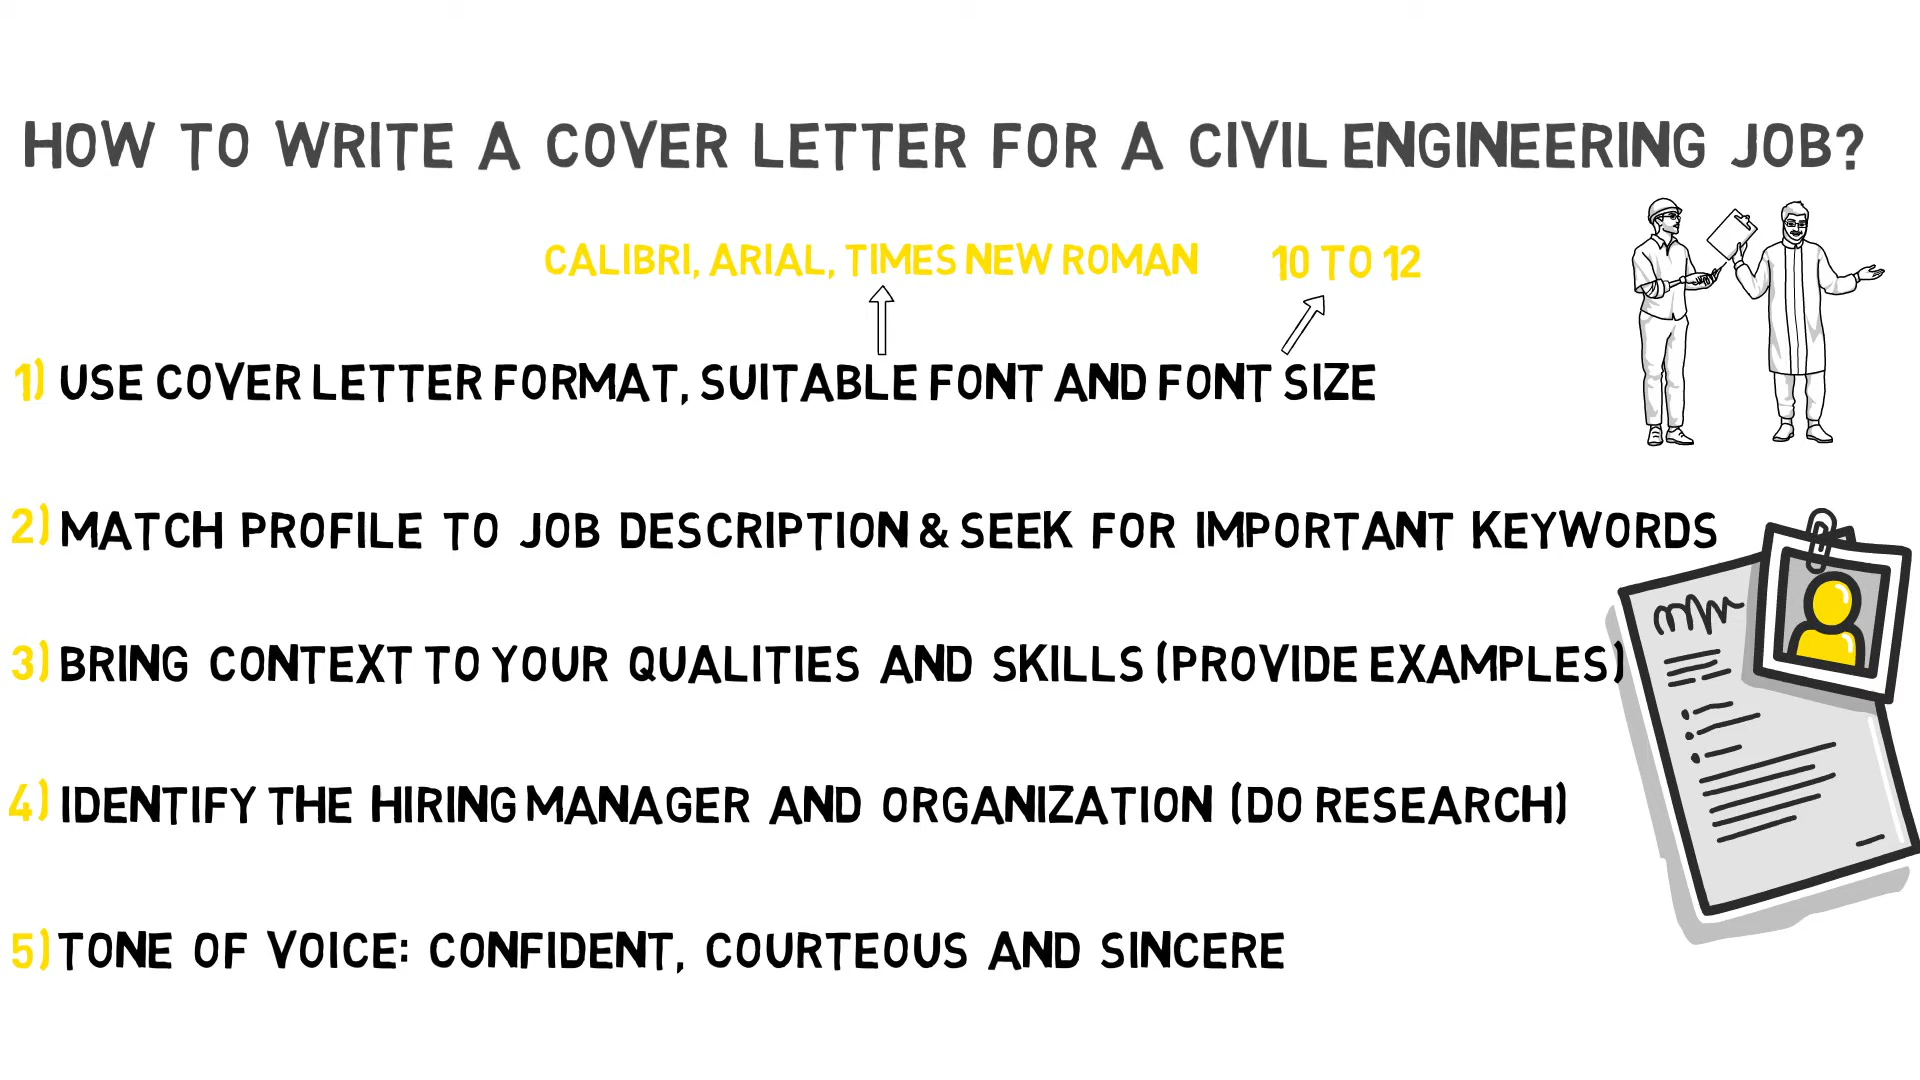 HOW TO WRITE A COVER LETTER FOR A CIVIL ENGINEERING JOB?
CALIBRI, ARIAL, TIMES NEW ROMAN 10 TO 12
1) USE COVER LETTER FORMAT, SUITABLE FONT AND FONT SIZE
2) MATCH PROFILE TO JOB DESCRIPTION & SEEK FOR IMPORTANT KEYWORDS
3) BRING CONTEXT TO YOUR QUALITIES AND SKILLS (PROVIDE EXAMPLES)
4) IDENTIFY THE HIRING MANAGER AND ORGANIZATION (DO RESEARCH)
5) TONE OF VOICE: CONFIDENT, COURTEOUS AND SINCERE